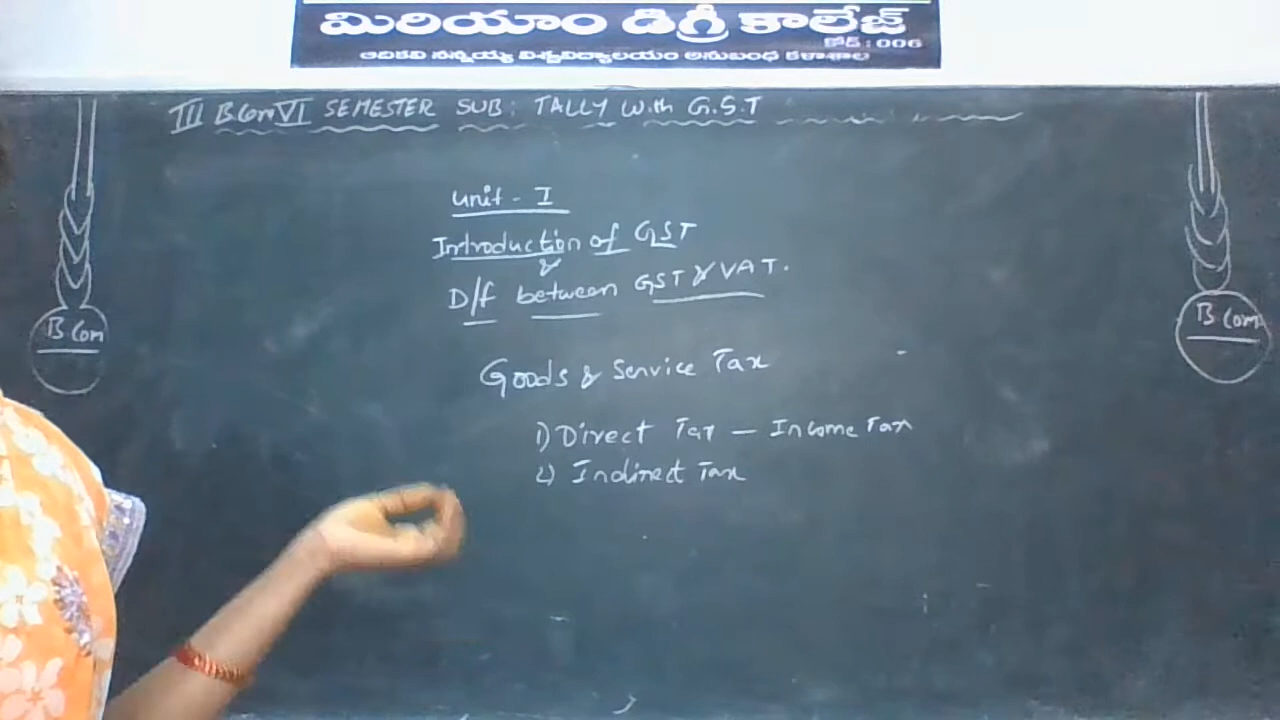 మిరియాం డిగ్రీ కాలేజ్
కోడ్ : 006
ఆదికవి నన్నయ్య విశ్వవిద్యాలయం అనుబంధ కళాశాల
III B.Com VI SEMESTER SUB : TALLY With G.S.T
Unit - I
Introduction of GST
&
D/f between GST & VAT.
B Com
B Com
Goods & Service Tax
1) Direct Tax — Income Tax
2) Indirect Tax